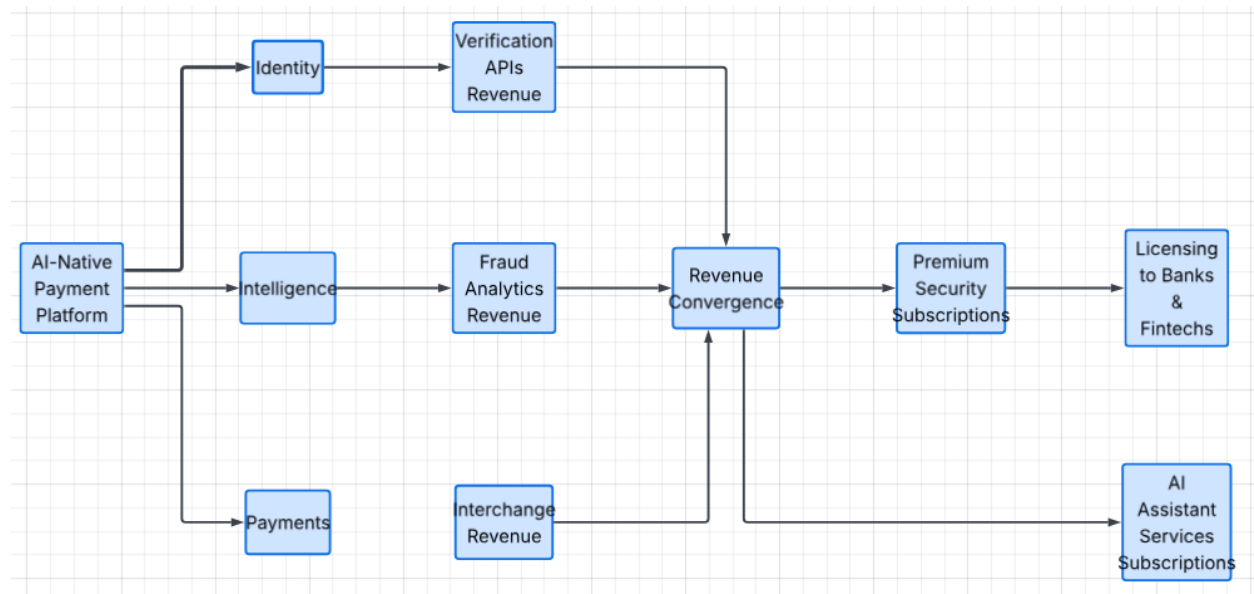 Identity
Verification
APIs
Revenue
AI-Native
Payment
Platform
Intelligence
Fraud
Analytics
Revenue
Revenue
Convergence
Premium
Security
Subscriptions
Licensing
to Banks
&
Fintechs
Payments
Interchange
Revenue
AI
Assistant
Services
Subscriptions